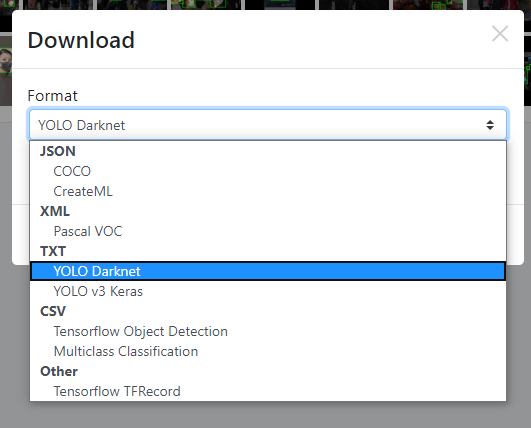 Download
Format
YOLO Darknet
JSON
COCO
CreateML
XML
Pascal VOC
TXT
YOLO Darknet
YOLO v3 Keras
CSV
Tensorflow Object Detection
Multiclass Classification
Other
Tensorflow TFRecord